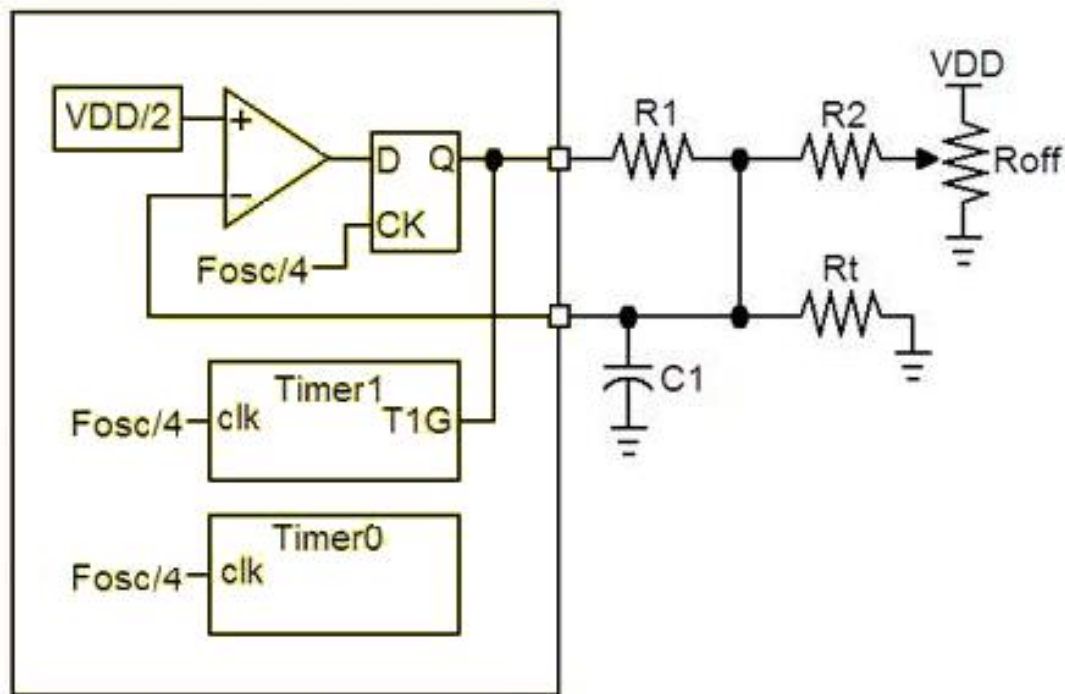 VDD
R1
R2
VDD/2
+
D
Q
Roff
−
CK
Fosc/4
Rt
Timer1
C1
Fosc/4
clk
T1G
Timer0
Fosc/4
clk